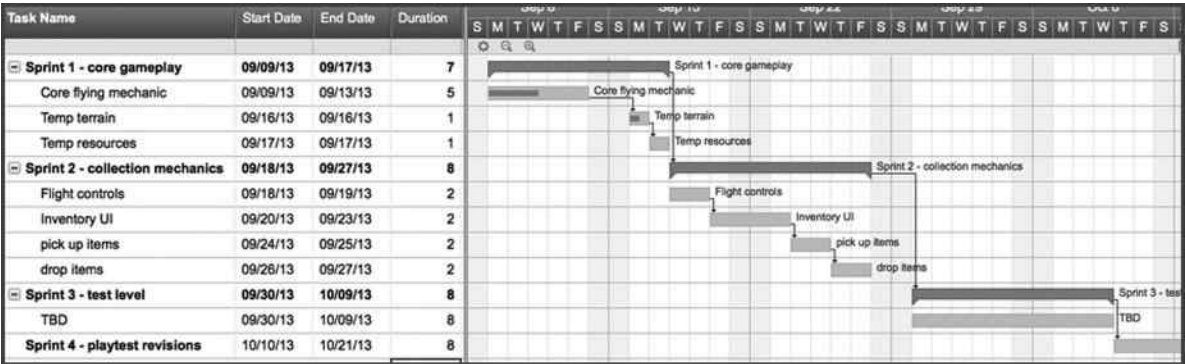 Task Name Start Date End Date Duration
S M T W T F S S M T W T F S S M T W T F S S M T W T F S S M T W T F S
Sprint 1 - core gameplay 09/09/13 09/17/13 7 Sprint 1 - core gameplay
Core flying mechanic 09/09/13 09/13/13 5 Core flying mechanic
Temp terrain 09/16/13 09/16/13 1 Temp terrain
Temp resources 09/17/13 09/17/13 1 Temp resources
Sprint 2 - collection mechanics 09/18/13 09/27/13 8 Sprint 2 - collection mechanics
Flight controls 09/18/13 09/19/13 2 Flight controls
Inventory UI 09/20/13 09/23/13 2 Inventory UI
pick up items 09/24/13 09/25/13 2 pick up items
drop items 09/26/13 09/27/13 2 drop items
Sprint 3 - test level 09/30/13 10/09/13 8 Sprint 3 - test
TBD 09/30/13 10/09/13 8 TBD
Sprint 4 - playtest revisions 10/10/13 10/21/13 8